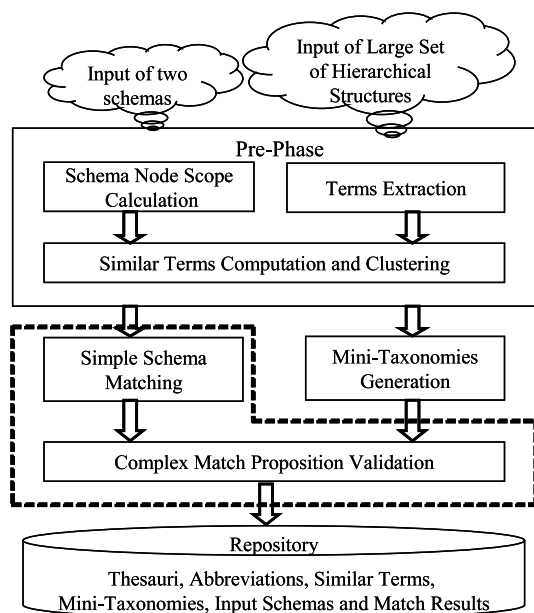 Input of two
schemas
Input of Large Set
of Hierarchical
Structures
Pre-Phase
Schema Node Scope
Calculation
Terms Extraction
Similar Terms Computation and Clustering
Simple Schema
Matching
Mini-Taxonomies
Generation
Complex Match Proposition Validation
Repository
Thesauri, Abbreviations, Similar Terms,
Mini-Taxonomies, Input Schemas and Match Results